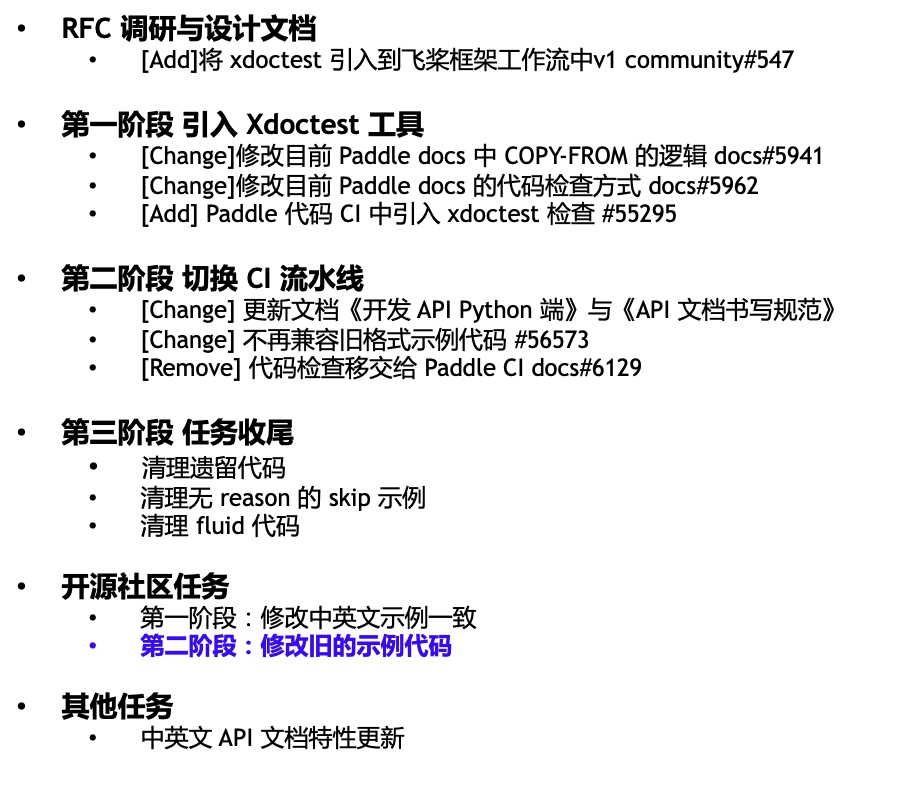 • RFC 调研与设计文档
• [Add]将 xdoctest 引入到飞桨框架工作流中v1 community#547
• 第一阶段 引入 Xdoctest 工具
• [Change]修改目前 Paddle docs 中 COPY-FROM 的逻辑 docs#5941
• [Change]修改目前 Paddle docs 的代码检查方式 docs#5962
• [Add] Paddle 代码 CI 中引入 xdoctest 检查 #55295
• 第二阶段 切换 CI 流水线
• [Change] 更新文档《开发 API Python 端》与《API 文档书写规范》
• [Change] 不再兼容旧格式示例代码 #56573
• [Remove] 代码检查移交给 Paddle CI docs#6129
• 第三阶段 任务收尾
• 清理遗留代码
• 清理无 reason 的 skip 示例
• 清理 fluid 代码
• 开源社区任务
• 第一阶段：修改中英文示例一致
• 第二阶段：修改旧的示例代码
• 其他任务
• 中英文 API 文档特性更新